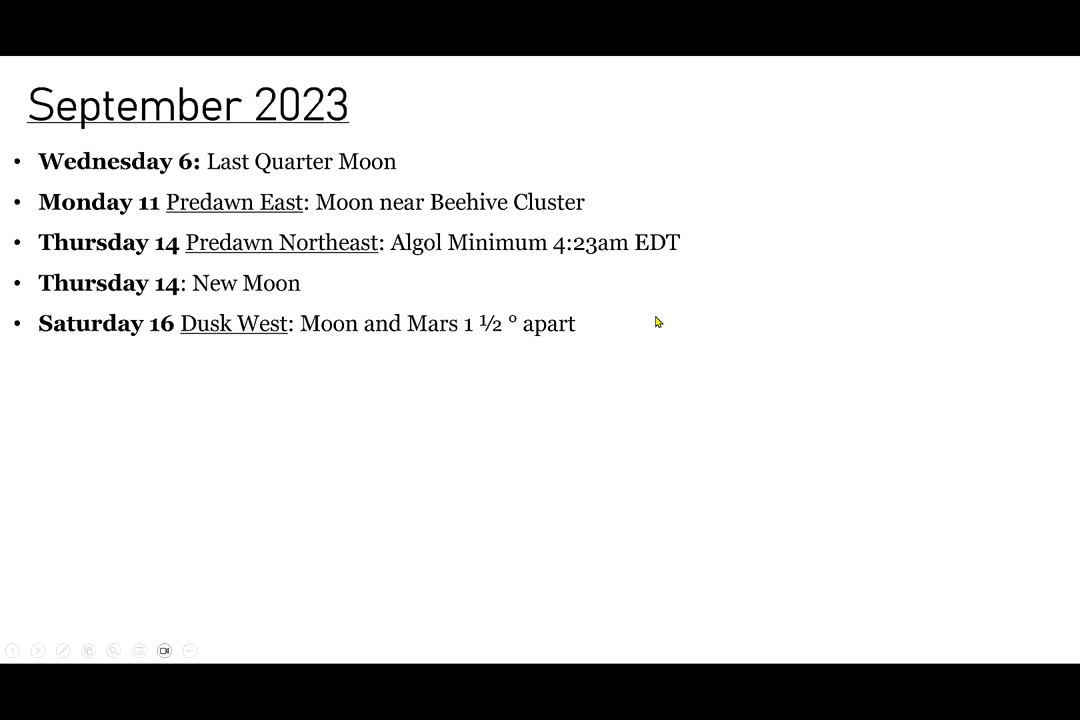 September 2023
• Wednesday 6: Last Quarter Moon
• Monday 11 Predawn East: Moon near Beehive Cluster
• Thursday 14 Predawn Northeast: Algol Minimum 4:23am EDT
• Thursday 14: New Moon
• Saturday 16 Dusk West: Moon and Mars 1 ½ ° apart